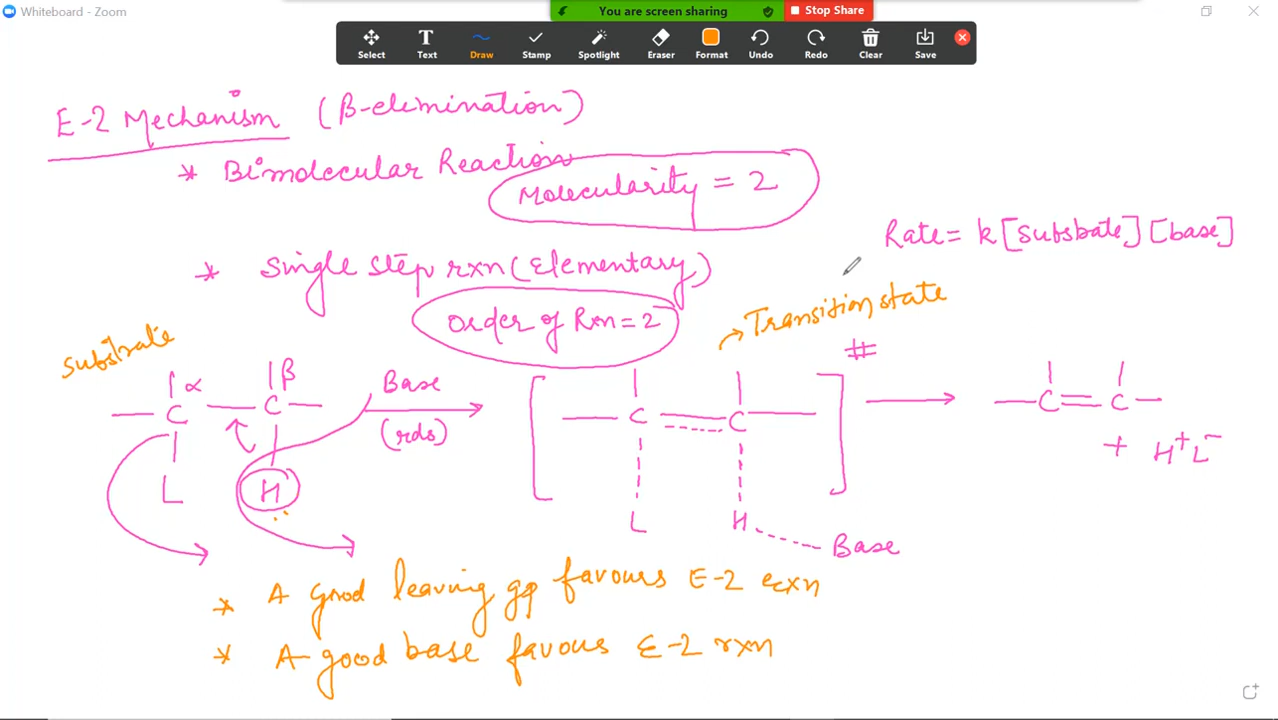 Whiteboard - Zoom
You are screen sharing
Stop Share
Select Text Draw Stamp Spotlight Eraser Format Undo Redo Clear Save
E-2 Mechanism (β-elimination)
* Bimolecular Reaction
Molecularity = 2
Rate = k[substrate][base]
* Single step rxn (Elementary)
Order of Rxn = 2
Transition state
substrate
α β
Base
(rds)
C C
L H
C C
L H
Base
C = C
+ H⁺L⁻
* A good leaving gp favours E-2 rxn
* A good base favous E-2 rxn